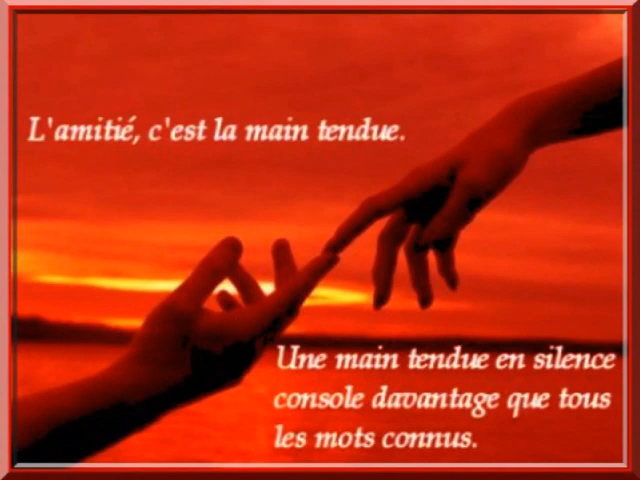 L'amitié, c'est la main tendue.
Une main tendue en silence
console davantage que tous
les mots connus.